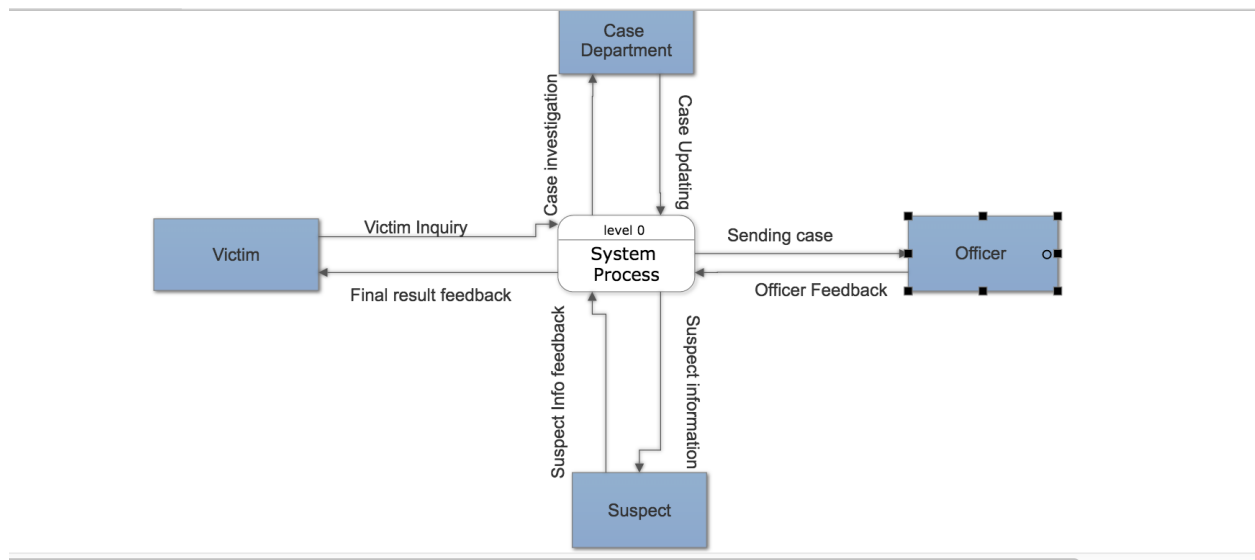 Case
Department
Case investigation
Case Updating
Victim Inquiry
level 0
System
Process
Sending case
Victim
Officer
Final result feedback
Officer Feedback
Suspect Info feedback
Suspect information
Suspect